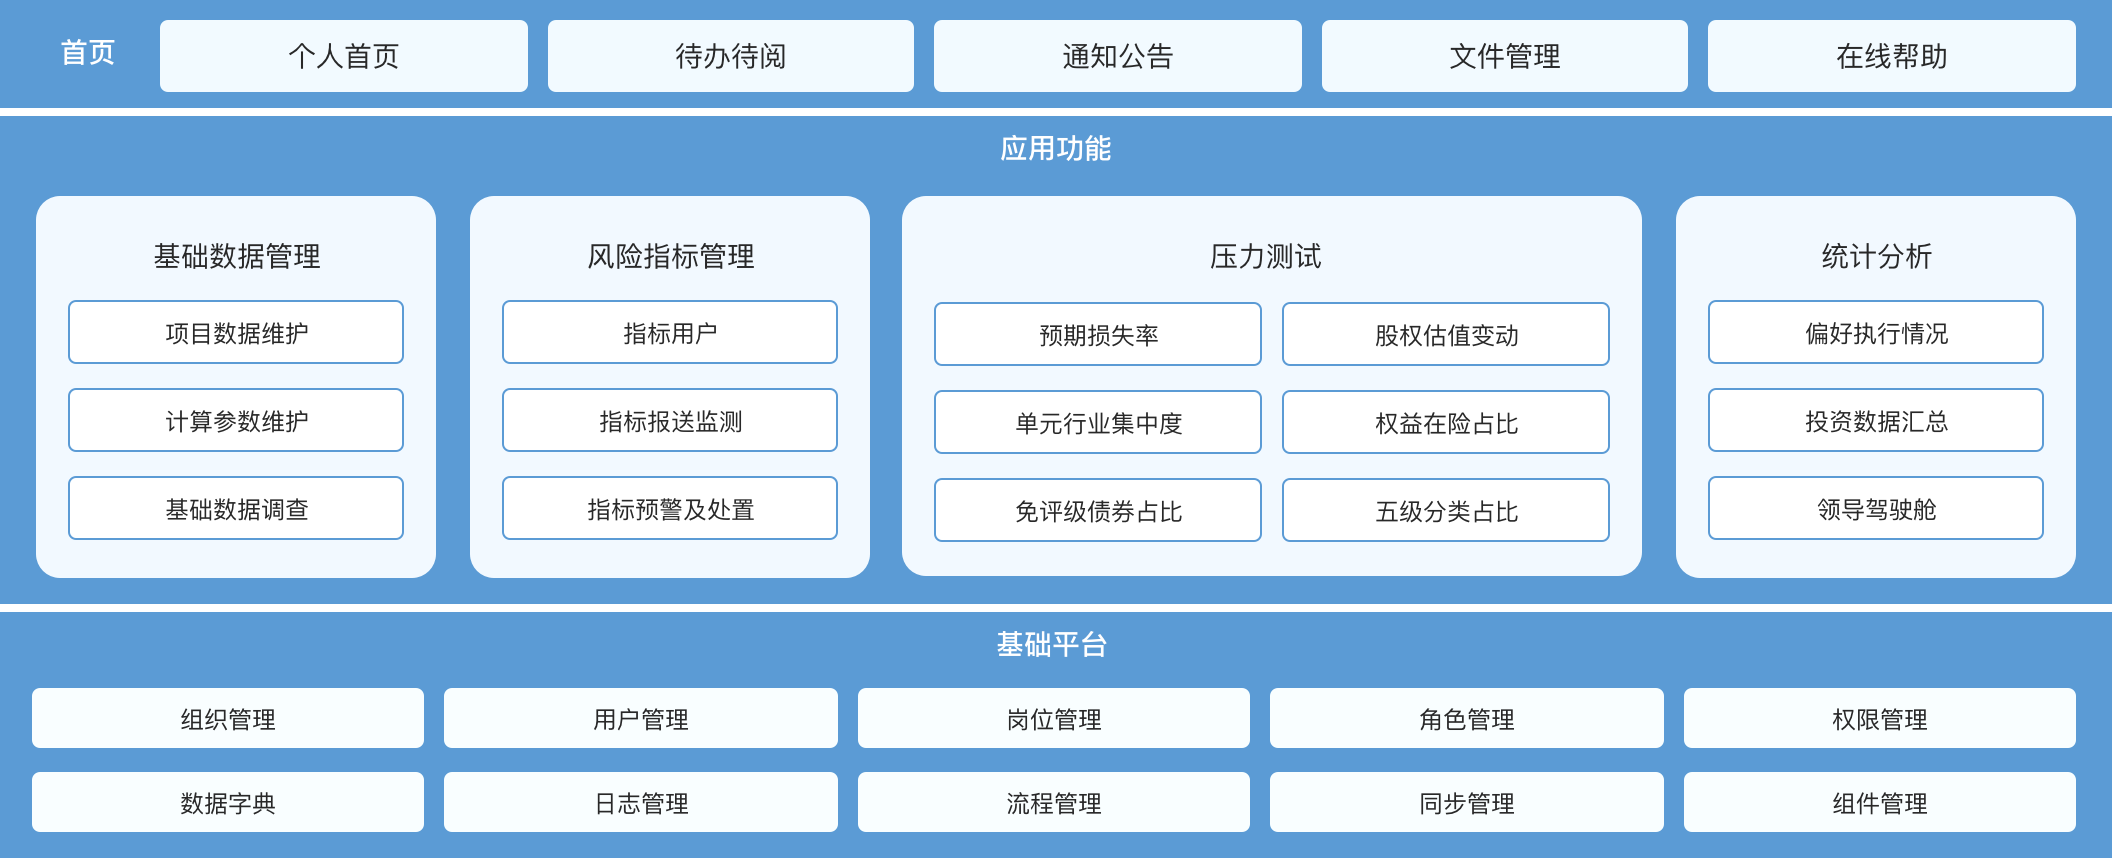 首页
个人首页
待办待阅
通知公告
文件管理
在线帮助
应用功能
基础数据管理
项目数据维护
计算参数维护
基础数据调查
风险指标管理
指标用户
指标报送监测
指标预警及处置
压力测试
预期损失率
股权估值变动
单元行业集中度
权益在险占比
免评级债券占比
五级分类占比
统计分析
偏好执行情况
投资数据汇总
领导驾驶舱
基础平台
组织管理
用户管理
岗位管理
角色管理
权限管理
数据字典
日志管理
流程管理
同步管理
组件管理